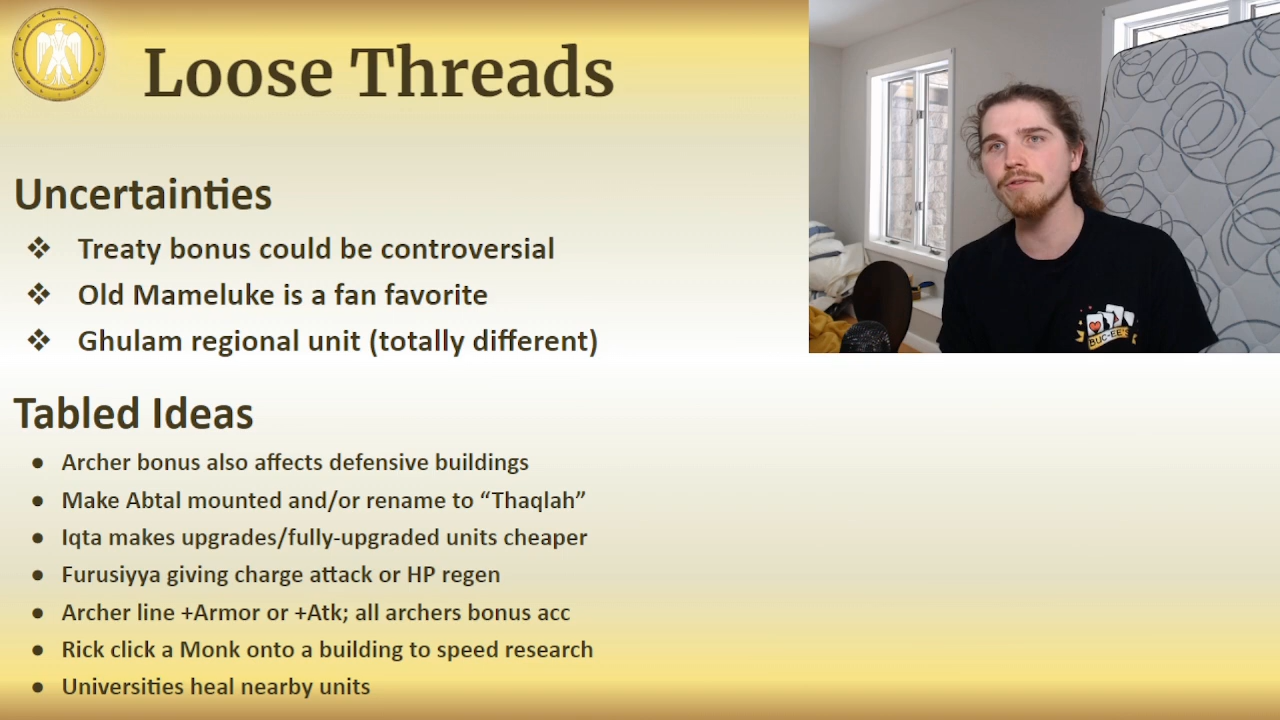 Loose Threads
Uncertainties
❖ Treaty bonus could be controversial
❖ Old Mameluke is a fan favorite
❖ Ghulam regional unit (totally different)
Tabled Ideas
● Archer bonus also affects defensive buildings
● Make Abtal mounted and/or rename to “Thaqlah”
● Iqta makes upgrades/fully-upgraded units cheaper
● Furusiyya giving charge attack or HP regen
● Archer line +Armor or +Atk; all archers bonus acc
● Rick click a Monk onto a building to speed research
● Universities heal nearby units
BUC-EE'S